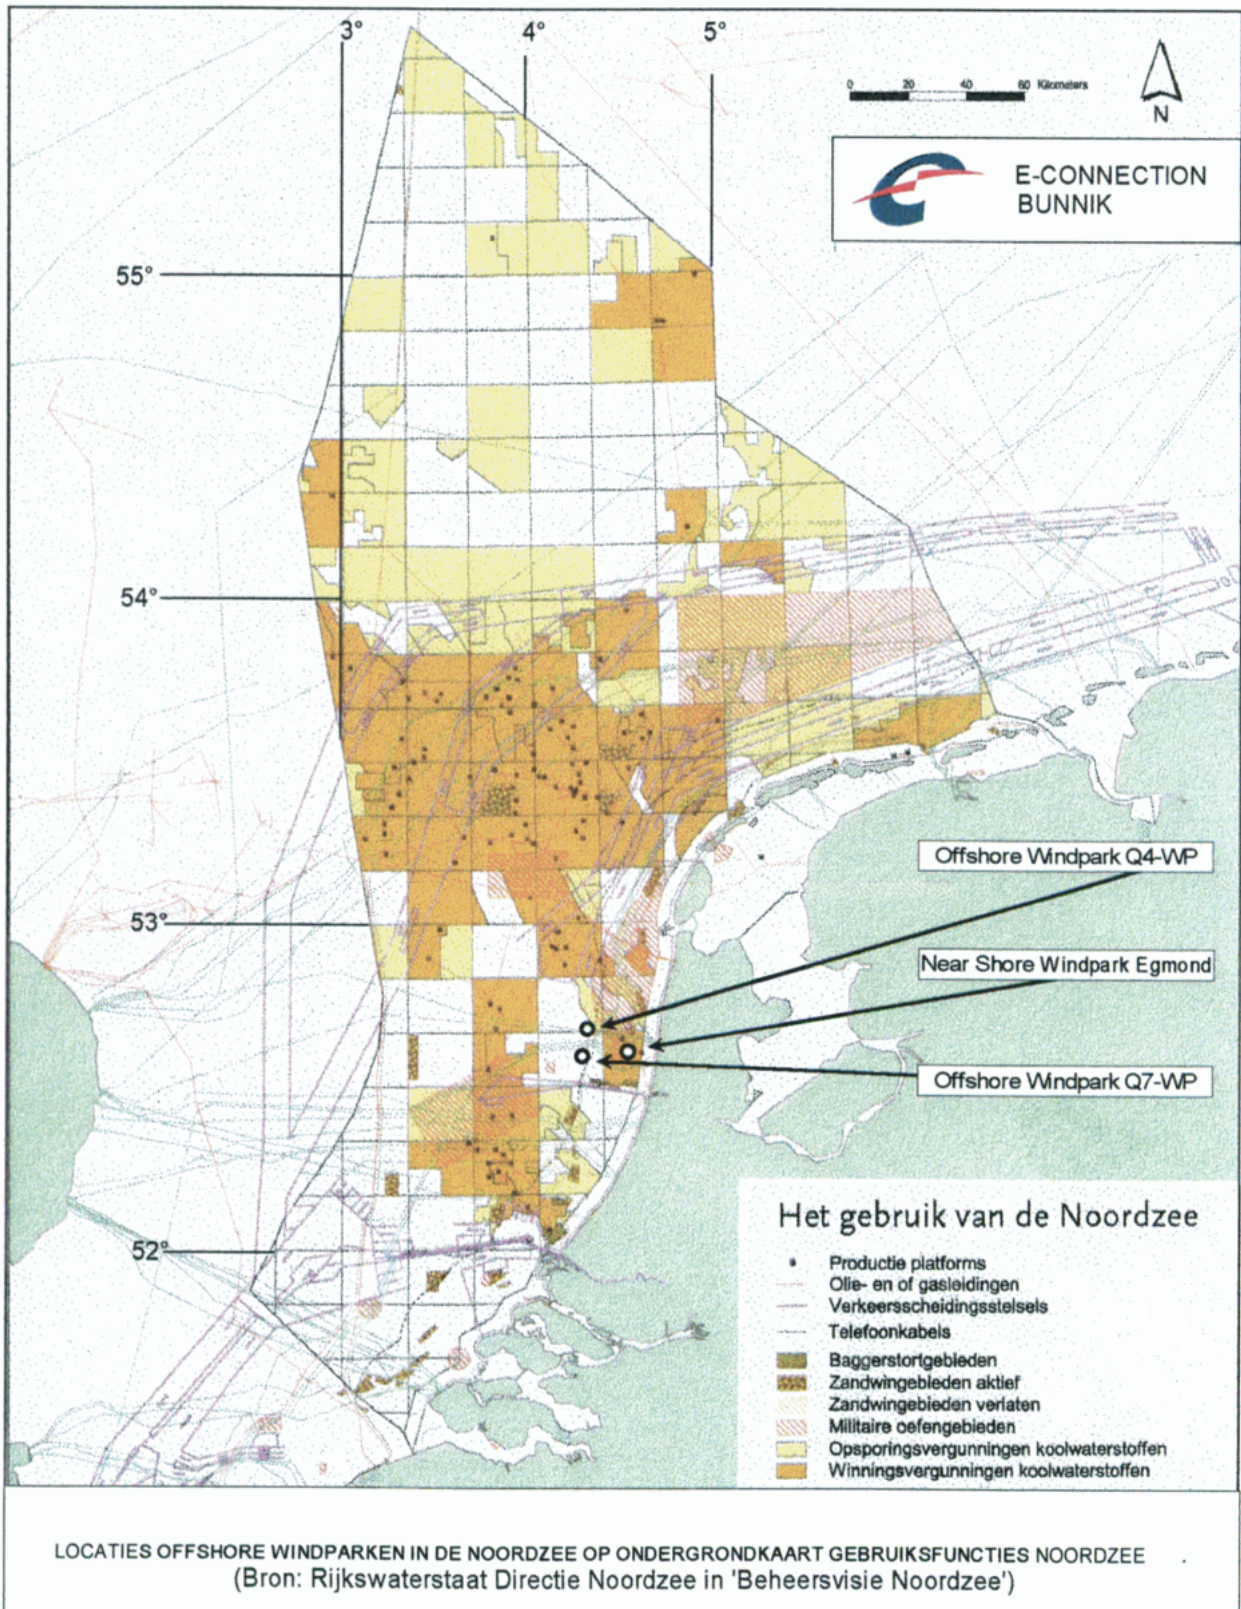 3° 4° 5°
0 20 40 60 Kilometers
N
E-CONNECTION
BUNNIK
55°
54°
53°
52°
Offshore Windpark Q4-WP
Near Shore Windpark Egmond
Offshore Windpark Q7-WP
Het gebruik van de Noordzee
Productie platforms
Olie- en of gasleidingen
Verkeersscheidingsstelsels
Telefoonkabels
Baggerstortgebieden
Zandwingebieden aktief
Zandwingebieden verlaten
Militaire oefengebieden
Opsporingsvergunningen koolwaterstoffen
Winningsvergunningen koolwaterstoffen
LOCATIES OFFSHORE WINDPARKEN IN DE NOORDZEE OP ONDERGRONDKAART GEBRUIKSFUNCTIES NOORDZEE
(Bron: Rijkswaterstaat Directie Noordzee in 'Beheersvisie Noordzee')